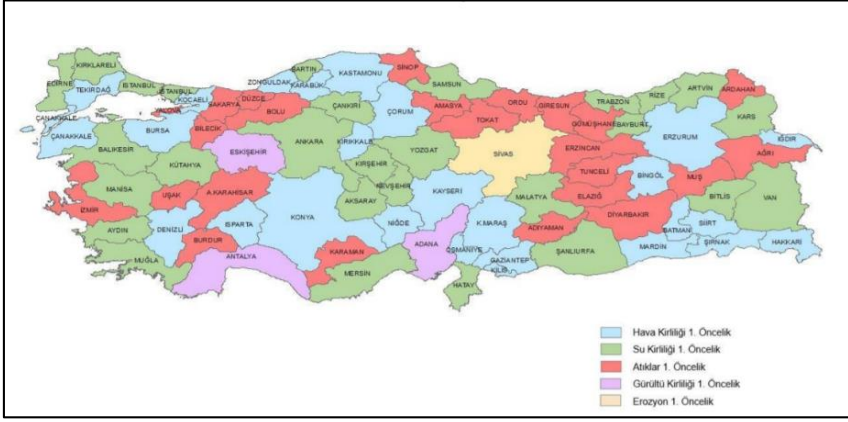 KIRKLARELİ
EDİRNE
TEKİRDAĞ
İSTANBUL
İSTANBUL
KOCAELİ
YALOVA
SAKARYA
DÜZCE
ZONGULDAK
BARTIN
KARABÜK
KASTAMONU
SİNOP
SAMSUN
BOLU
ÇANKIRI
ÇORUM
AMASYA
ORDU
GİRESUN
TRABZON
RİZE
ARTVİN
ARDAHAN
KARS
TOKAT
GÜMÜŞHANE
BAYBURT
ERZURUM
IĞDIR
AĞRI
ÇANAKKALE
ÇANAKKALE
BURSA
BİLECİK
BALIKESİR
ESKİŞEHİR
ANKARA
KIRIKKALE
YOZGAT
SİVAS
ERZİNCAN
TUNCELİ
BİNGÖL
MUŞ
KÜTAHYA
KIRŞEHİR
NEVŞEHİR
KAYSERİ
MALATYA
ELAZIĞ
BİTLİS
VAN
MANİSA
UŞAK
A.KARAHİSAR
AKSARAY
İZMİR
KONYA
DİYARBAKIR
AYDIN
DENİZLİ
ISPARTA
NİĞDE
K.MARAŞ
ADIYAMAN
BATMAN
SİİRT
BURDUR
KARAMAN
ADANA
OSMANİYE
GAZİANTEP
ŞANLIURFA
MARDİN
ŞIRNAK
HAKKARİ
MUĞLA
ANTALYA
MERSİN
KİLİS
HATAY
Hava Kirliliği 1. Öncelik
Su Kirliliği 1. Öncelik
Atıklar 1. Öncelik
Gürültü Kirliliği 1. Öncelik
Erozyon 1. Öncelik